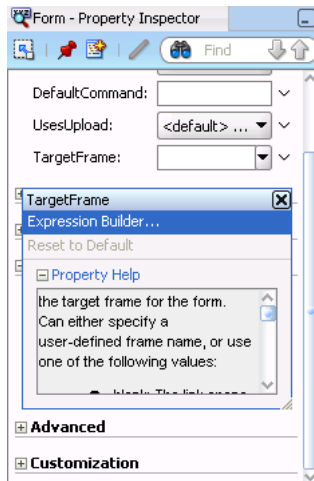 Form - Property Inspector
Find
DefaultCommand:
UsesUpload: <default> ...
TargetFrame:
TargetFrame
Expression Builder...
Reset to Default
Property Help
the target frame for the form.
Can either specify a
user-defined frame name, or use
one of the following values:
Advanced
Customization